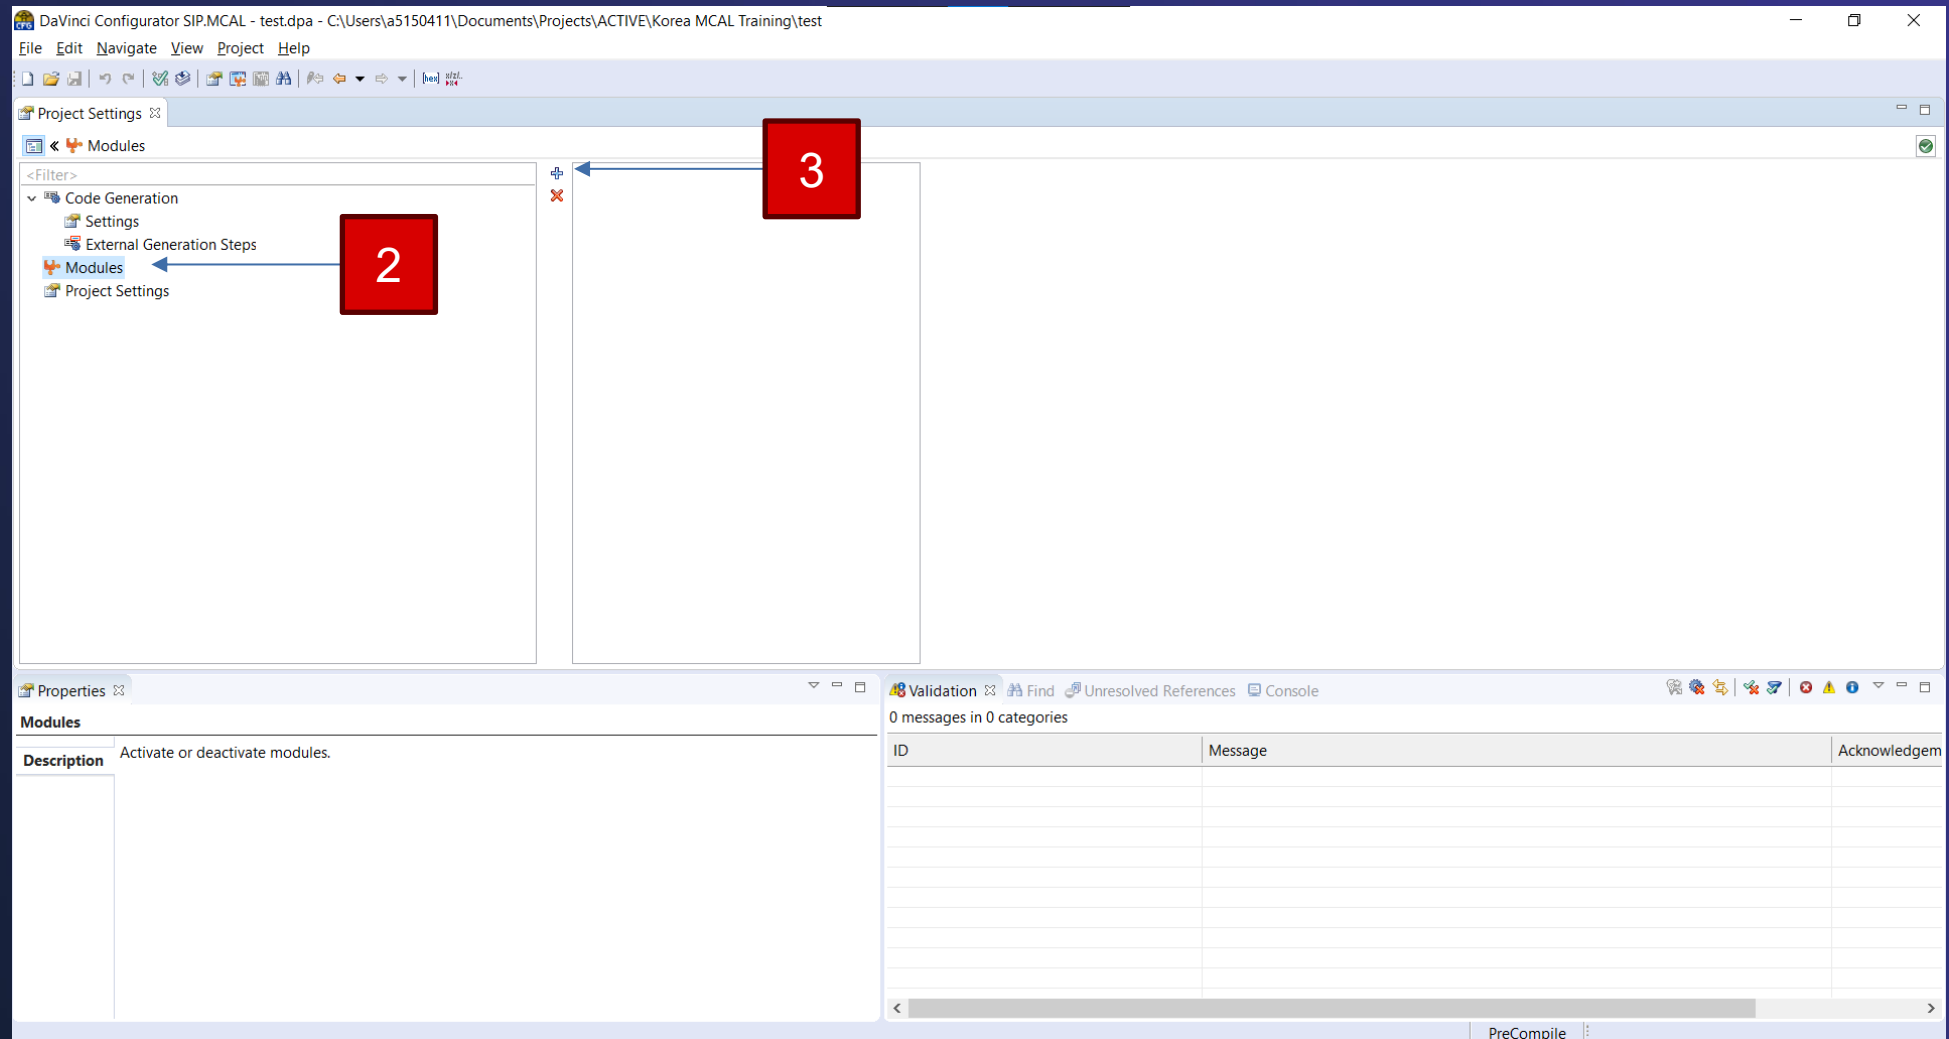 DaVinci Configurator SIP.MCAL - test.dpa - C:\Users\a5150411\Documents\Projects\ACTIVE\Korea MCAL Training\test
File Edit Navigate View Project Help
Project Settings
Modules
3
<Filter>
Code Generation
Settings
External Generation Steps
2
Modules
Project Settings
Properties
Validation Find Unresolved References Console
Modules
0 messages in 0 categories
Description
Activate or deactivate modules.
ID Message Acknowledgem
PreCompile